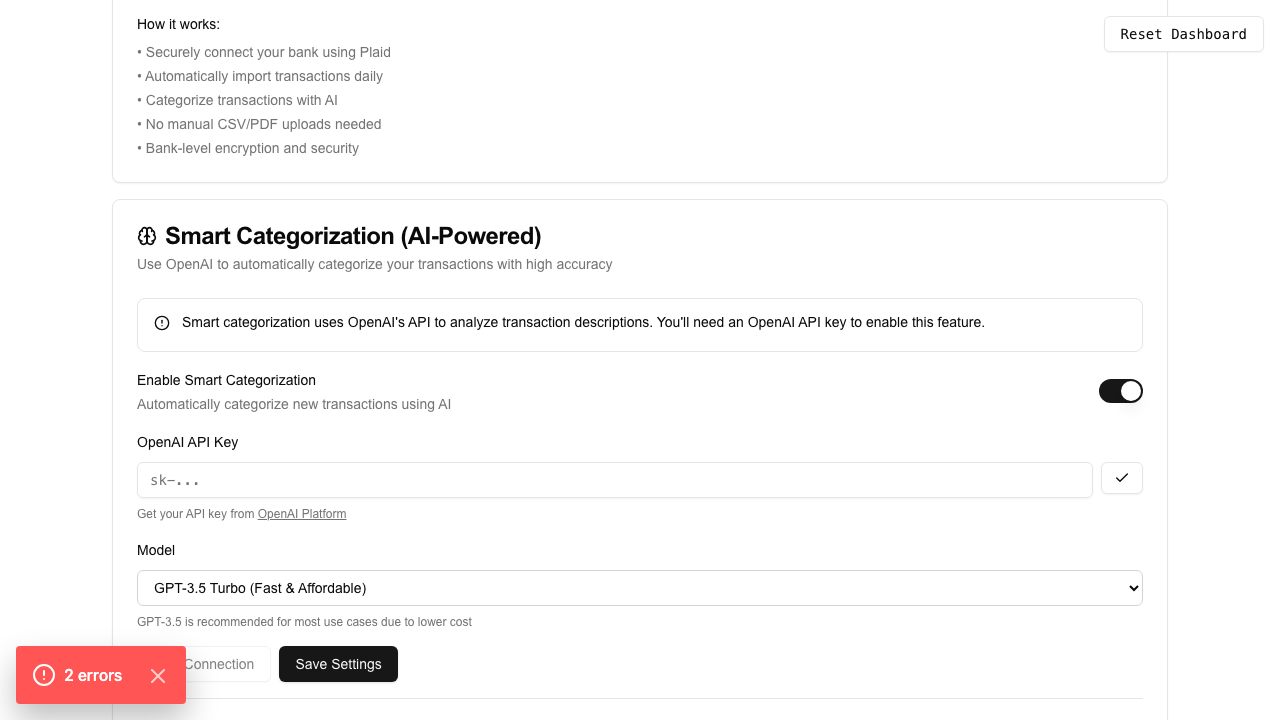 How it works:
• Securely connect your bank using Plaid
• Automatically import transactions daily
• Categorize transactions with AI
• No manual CSV/PDF uploads needed
• Bank-level encryption and security
Reset Dashboard
Smart Categorization (AI-Powered)
Use OpenAI to automatically categorize your transactions with high accuracy
Smart categorization uses OpenAI's API to analyze transaction descriptions. You'll need an OpenAI API key to enable this feature.
Enable Smart Categorization
Automatically categorize new transactions using AI
OpenAI API Key
sk-...
Get your API key from OpenAI Platform
Model
GPT-3.5 Turbo (Fast & Affordable)
GPT-3.5 is recommended for most use cases due to lower cost
Connection
Save Settings
2 errors